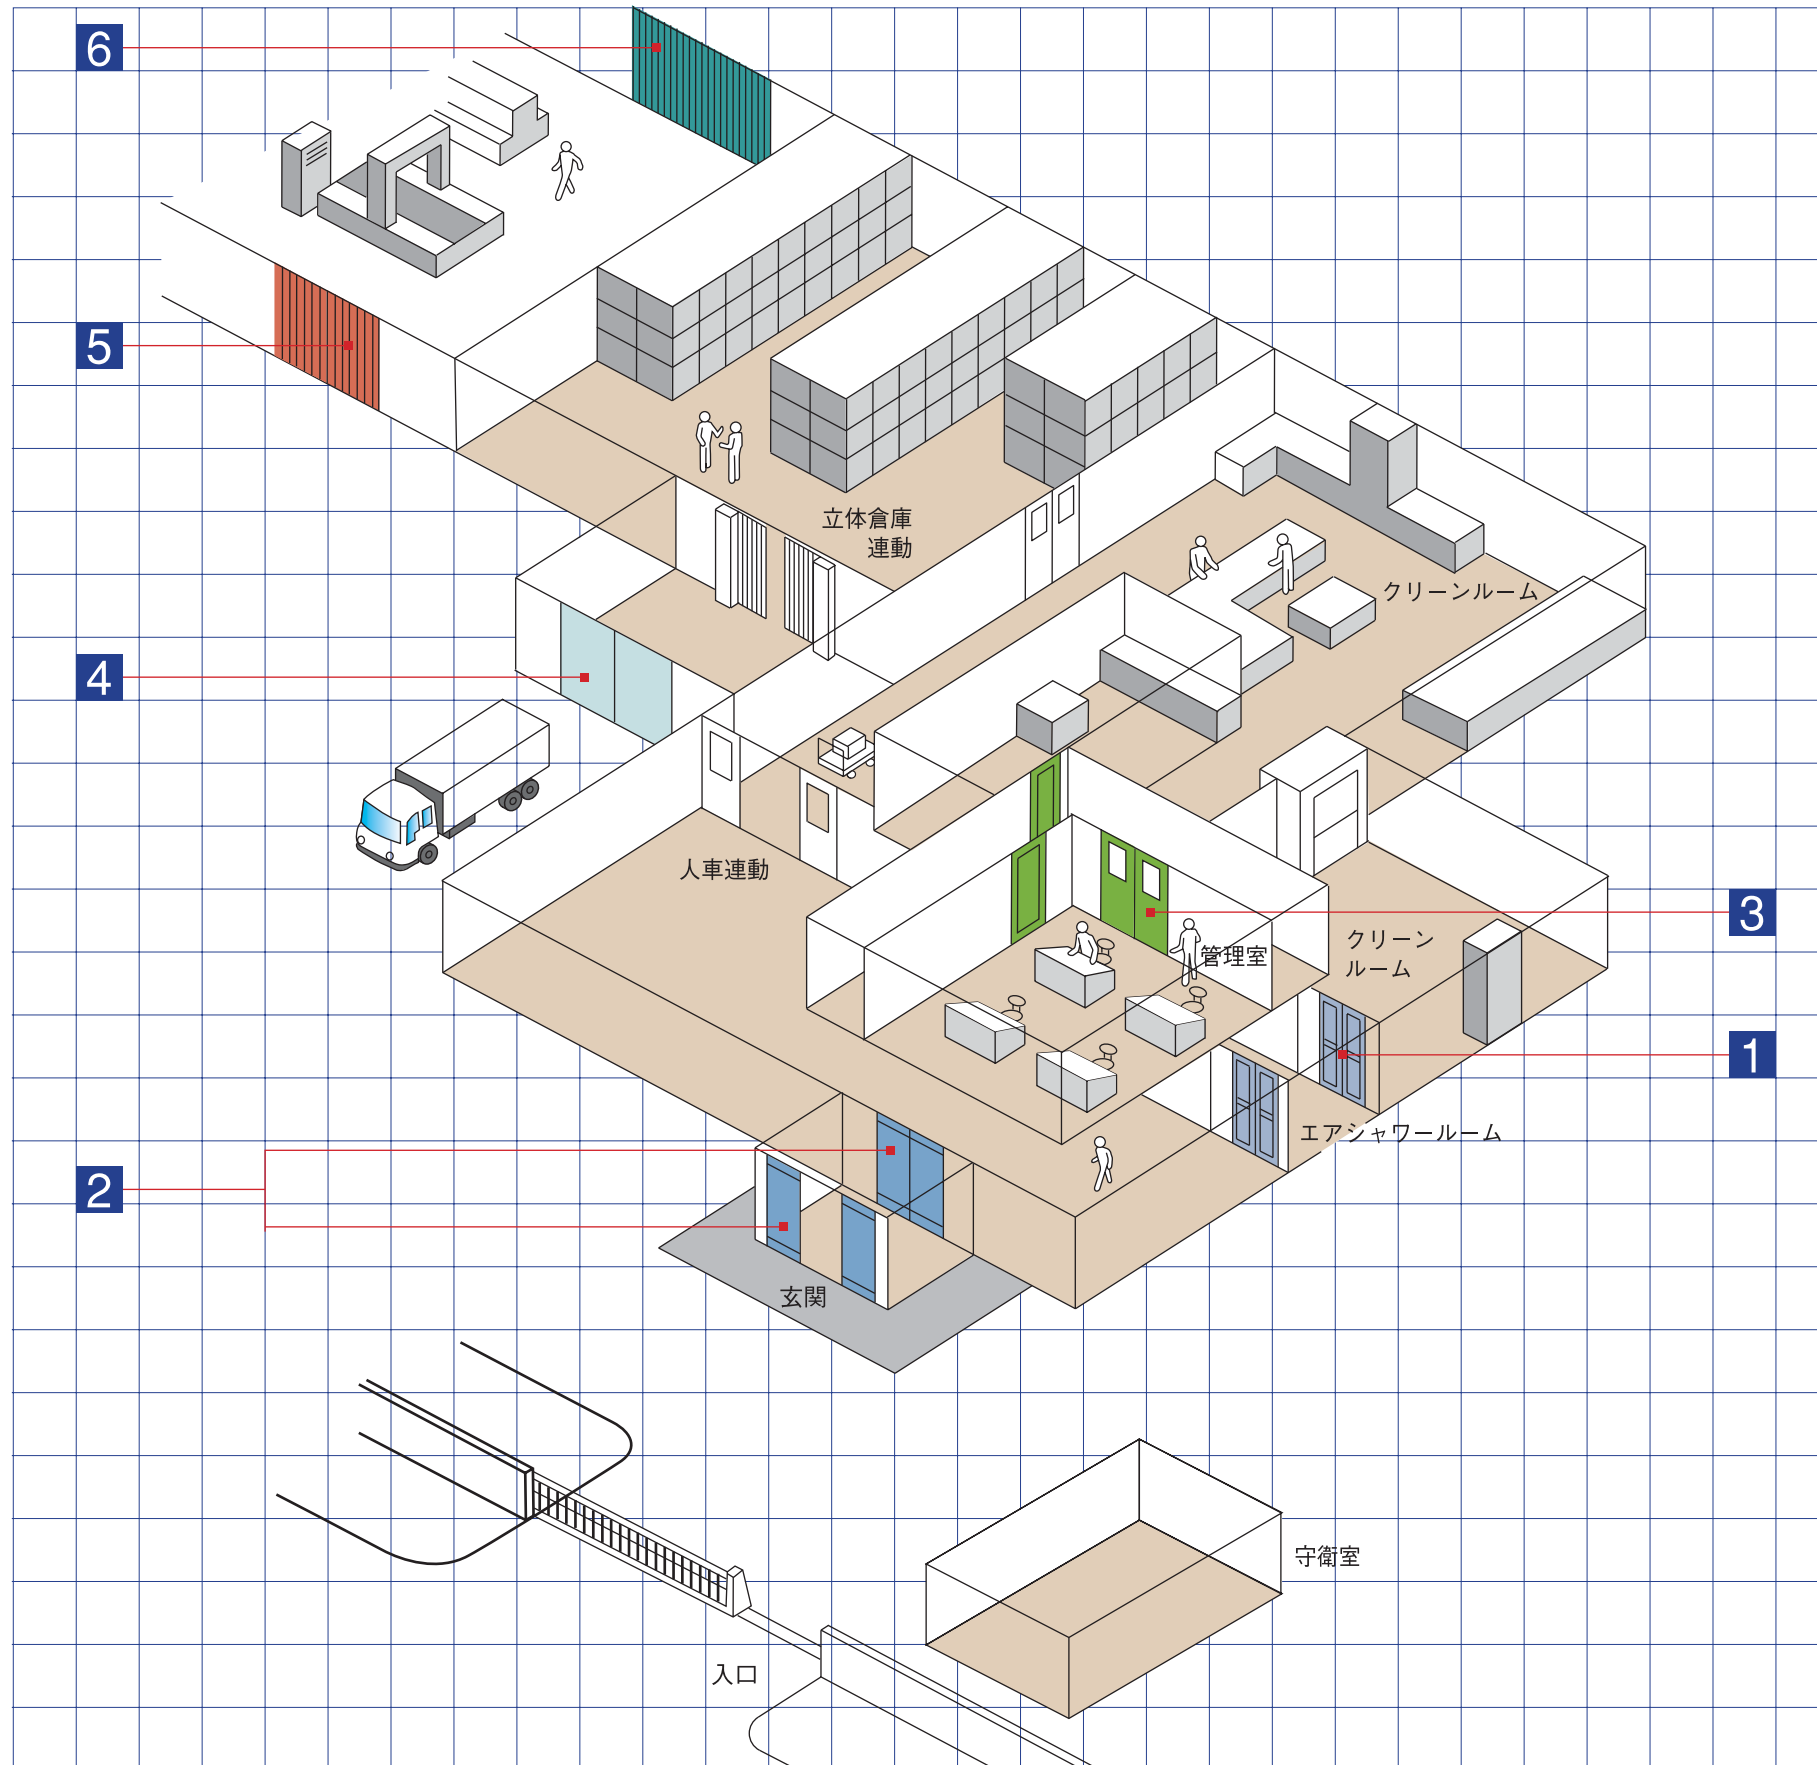 6
5
立体倉庫
連動
クリーンルーム
4
人車連動
3
クリーン
ルーム
管理室
1
エアシャワールーム
2
玄関
守衛室
入口